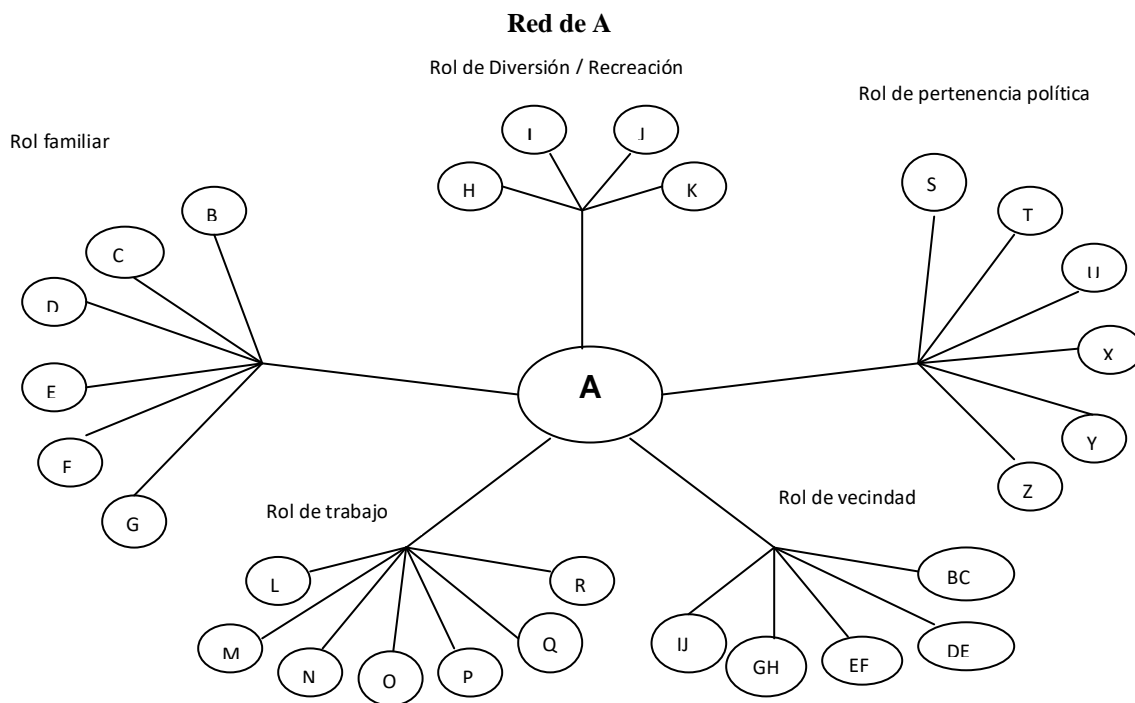 Red de A
Rol de Diversión / Recreación
Rol de pertenencia política
Rol familiar
I
J
H
K
S
T
B
C
U
D
X
A
E
Y
F
Z
G
Rol de trabajo
Rol de vecindad
L
R
BC
M
Q
IJ
DE
N
O
P
GH
EF